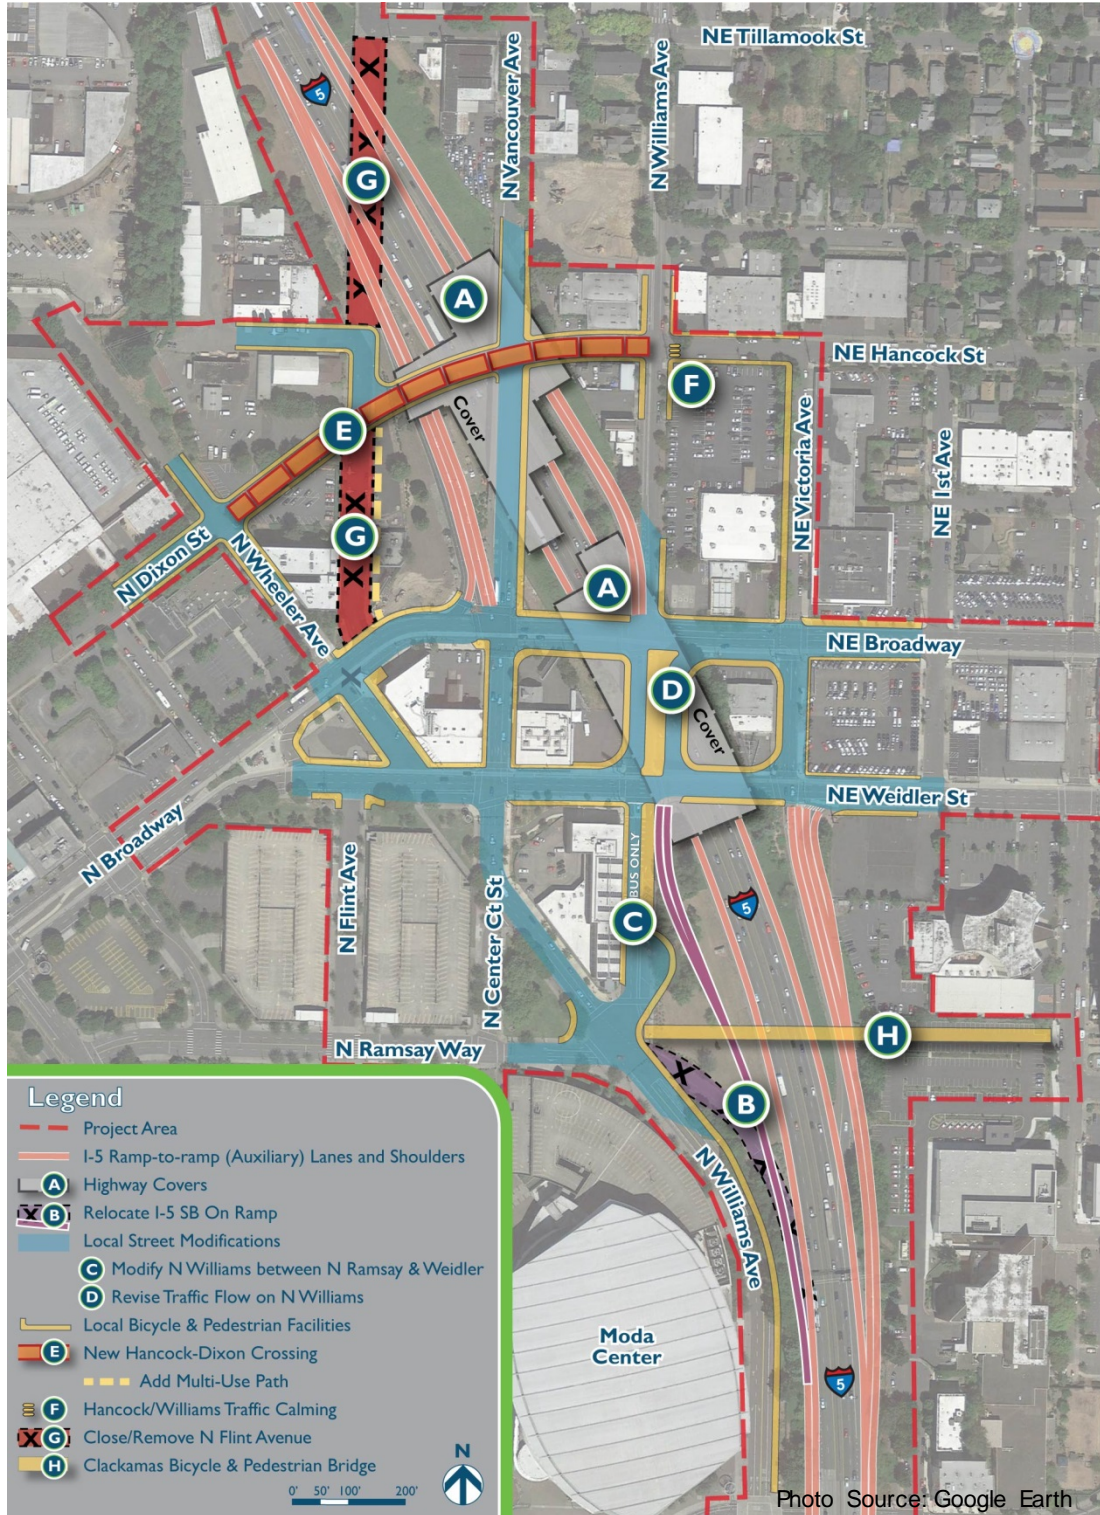 NE Tillamook St
N Vancouver Ave
N Williams Ave
5
G
A
NE Hancock St
F
E
Cover
NE Victoria Ave
NE 1st Ave
G
N Dixon St
N Wheeler Ave
A
NE Broadway
D
Cover
NE Weidler St
N Broadway
N Flint Ave
N Center Ct St
BUS ONLY
5
C
H
N Ramsay Way
B
N Williams Ave
Moda
Center
5
Legend
Project Area
I-5 Ramp-to-ramp (Auxiliary) Lanes and Shoulders
A Highway Covers
X B Relocate I-5 SB On Ramp
Local Street Modifications
C Modify N Williams between N Ramsay & Weidler
D Revise Traffic Flow on N Williams
Local Bicycle & Pedestrian Facilities
E New Hancock-Dixon Crossing
Add Multi-Use Path
F Hancock/Williams Traffic Calming
X G Close/Remove N Flint Avenue
H Clackamas Bicycle & Pedestrian Bridge
N
0' 50' 100' 200'
Photo Source: Google Earth